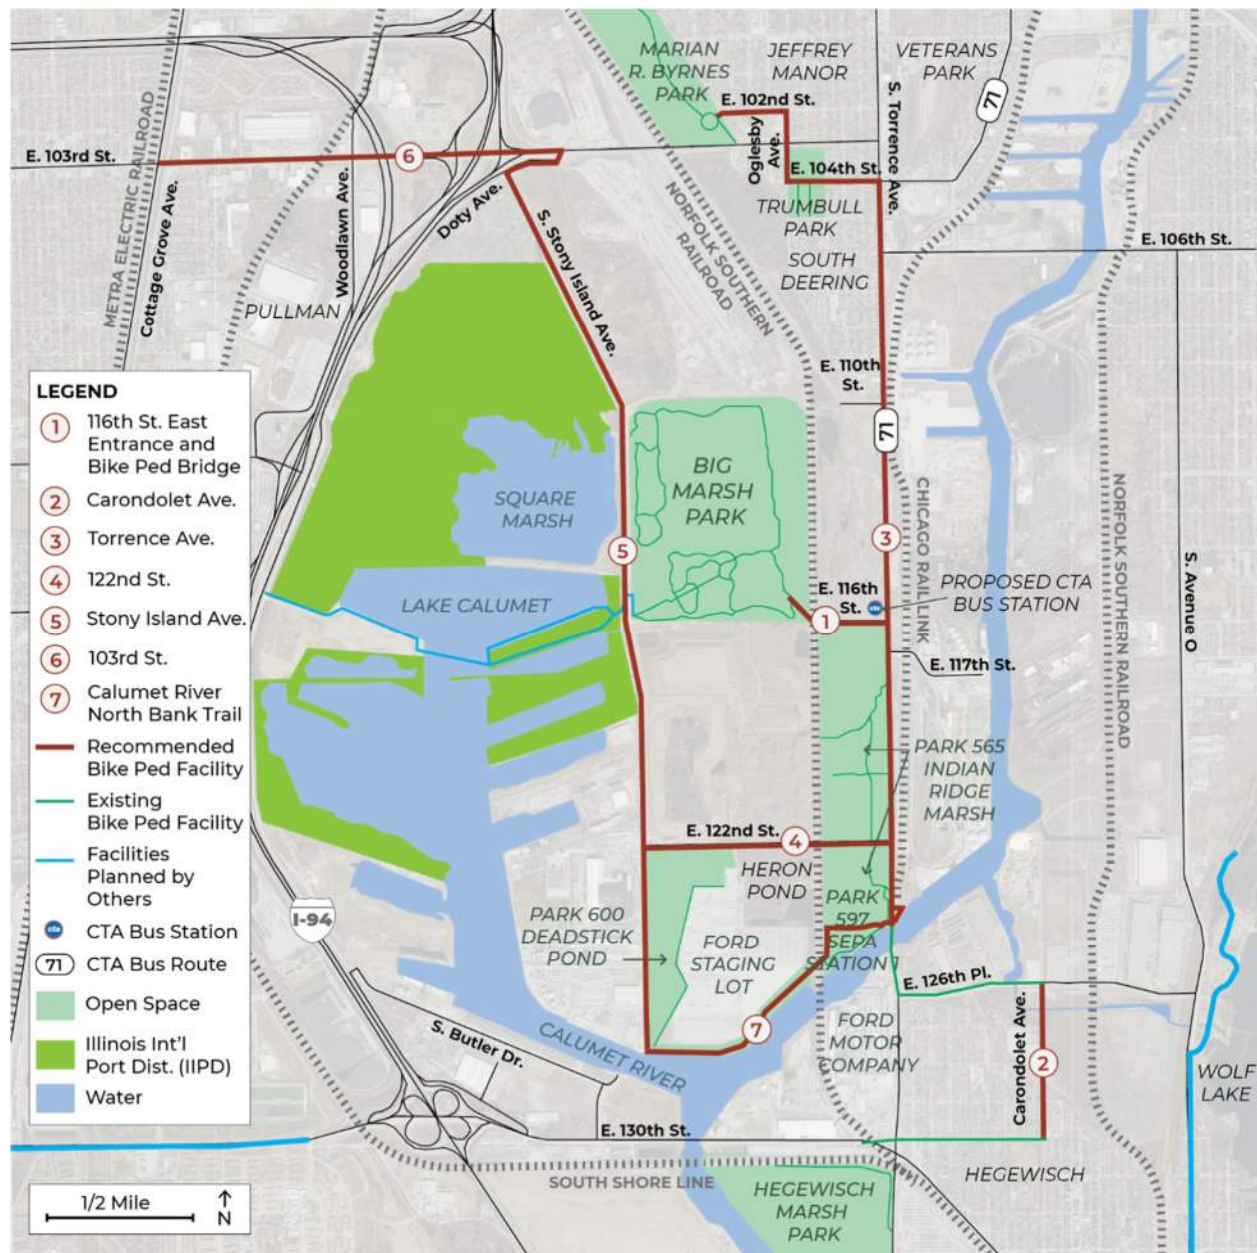 MARIAN
R. BYRNES
PARK
JEFFREY
MANOR
VETERANS
PARK
71
E. 102nd St.
S. Torrence Ave.
E. 103rd St.
6
Oglesby
Ave.
E. 104th St.
METRA ELECTRIC RAILROAD
Cottage Grove Ave.
Woodlawn Ave.
Doty Ave.
S. Stony Island Ave.
NORFOLK SOUTHERN
RAILROAD
TRUMBULL
PARK
SOUTH
DEERING
E. 106th St.
PULLMAN
E. 110th
St.
71
LEGEND
1 116th St. East
Entrance and
Bike Ped Bridge
2 Carondolet Ave.
3 Torrence Ave.
4 122nd St.
5 Stony Island Ave.
6 103rd St.
7 Calumet River
North Bank Trail
Recommended
Bike Ped Facility
Existing
Bike Ped Facility
Facilities
Planned by
Others
cta CTA Bus Station
71 CTA Bus Route
Open Space
Illinois Int'l
Port Dist. (IIPD)
Water
1/2 Mile
N
SQUARE
MARSH
BIG
MARSH
PARK
5
3
CHICAGO RAIL LINK
NORFOLK SOUTHERN RAILROAD
S. Avenue O
LAKE CALUMET
E. 116th
St.
cta
1
PROPOSED CTA
BUS STATION
E. 117th St.
PARK 565
INDIAN
RIDGE
MARSH
E. 122nd St.
4
HERON
POND
I-94
PARK 600
DEADSTICK
POND
FORD
STAGING
LOT
PARK
597
SEPA
STATION 1
E. 126th Pl.
7
FORD
MOTOR
COMPANY
Carondolet Ave.
2
WOLF
LAKE
S. Butler Dr.
CALUMET RIVER
E. 130th St.
SOUTH SHORE LINE
HEGEWISCH
HEGEWISCH
MARSH
PARK